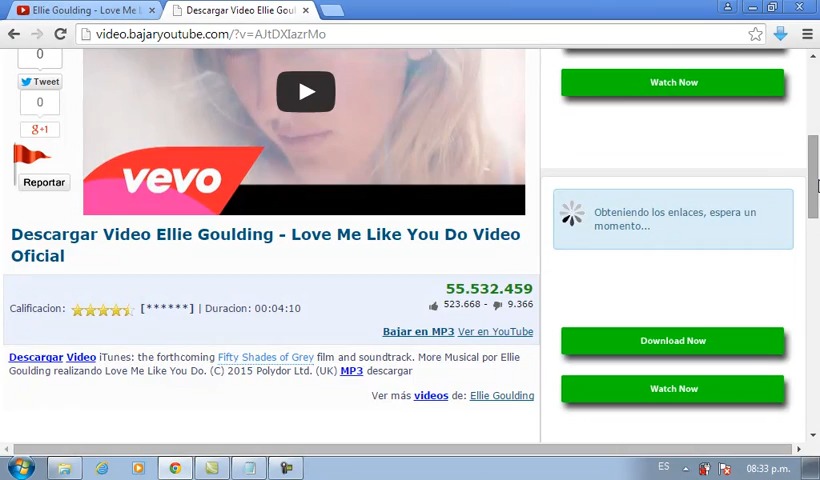 Ellie Goulding - Love Me L
Descargar Video Ellie Goul
video.bajaryoutube.com/?v=AJtDXIazrMo
0
Tweet
0
g+1
Reportar
vevo
Watch Now
Obteniendo los enlaces, espera un
momento...
Descargar Video Ellie Goulding - Love Me Like You Do Video
Oficial
55.532.459
Calificacion: [******] | Duracion: 00:04:10
523.668 - 9.366
Bajar en MP3 Ver en YouTube
Download Now
Descargar Video iTunes: the forthcoming Fifty Shades of Grey film and soundtrack. More Musical por Ellie
Goulding realizando Love Me Like You Do. (C) 2015 Polydor Ltd. (UK) MP3 descargar
Ver más videos de: Ellie Goulding
Watch Now
ES
08:33 p.m.